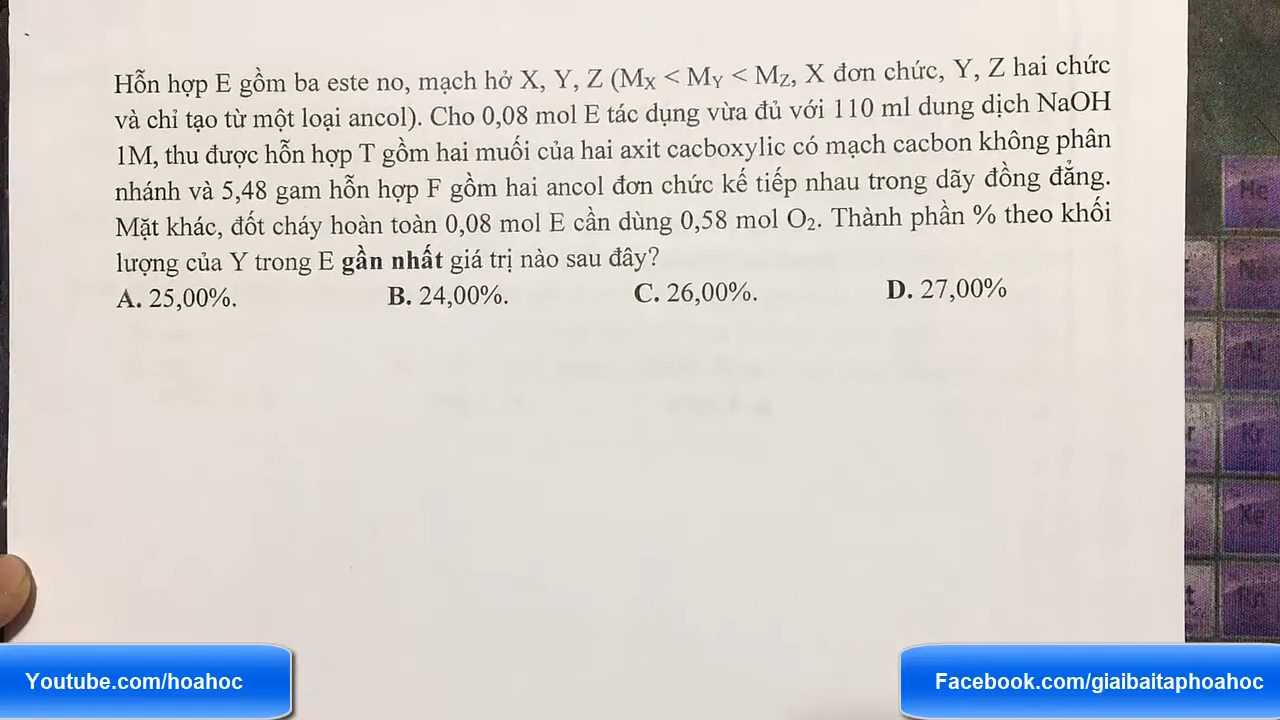 Hỗn hợp E gồm ba este no, mạch hở X, Y, Z (MX < MY < MZ, X đơn chức, Y, Z hai chức
và chỉ tạo từ một loại ancol). Cho 0,08 mol E tác dụng vừa đủ với 110 ml dung dịch NaOH
1M, thu được hỗn hợp T gồm hai muối của hai axit cacboxylic có mạch cacbon không phân
nhánh và 5,48 gam hỗn hợp F gồm hai ancol đơn chức kế tiếp nhau trong dãy đồng đẳng.
Mặt khác, đốt cháy hoàn toàn 0,08 mol E cần dùng 0,58 mol O2. Thành phần % theo khối
lượng của Y trong E gần nhất giá trị nào sau đây?
A. 25,00%. B. 24,00%. C. 26,00%. D. 27,00%
He
Ne
Ar
Kr
Youtube.com/hoahoc
Facebook.com/giaibaitaphoahoc